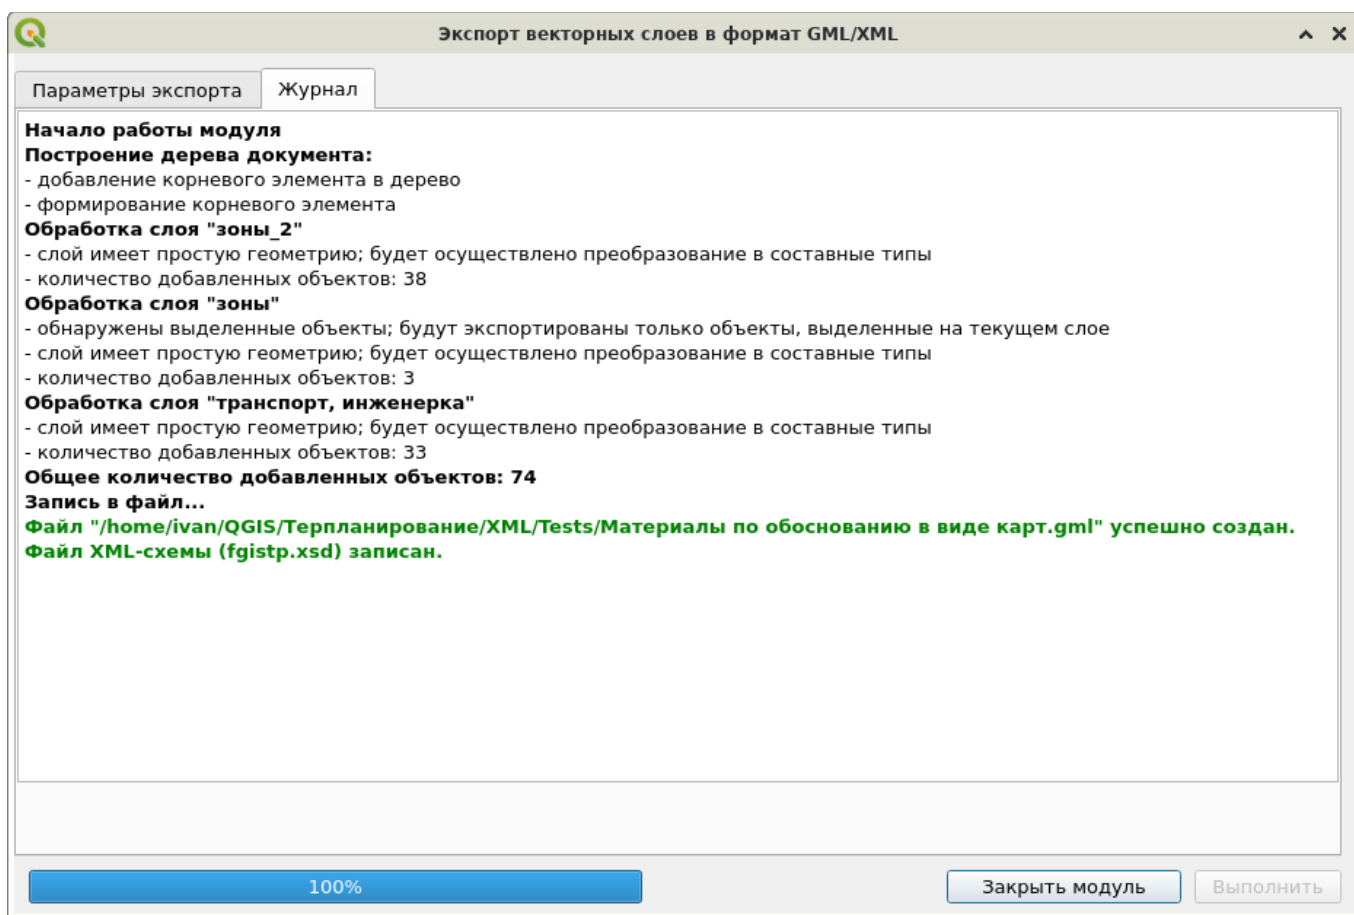 Экспорт векторных слоев в формат GML/XML
Параметры экспорта
Журнал
Начало работы модуля
Построение дерева документа:
- добавление корневого элемента в дерево
- формирование корневого элемента
Обработка слоя "зоны_2"
- слой имеет простую геометрию; будет осуществлено преобразование в составные типы
- количество добавленных объектов: 38
Обработка слоя "зоны"
- обнаружены выделенные объекты; будут экспортированы только объекты, выделенные на текущем слое
- слой имеет простую геометрию; будет осуществлено преобразование в составные типы
- количество добавленных объектов: 3
Обработка слоя "транспорт, инженерка"
- слой имеет простую геометрию; будет осуществлено преобразование в составные типы
- количество добавленных объектов: 33
Общее количество добавленных объектов: 74
Запись в файл...
Файл "/home/ivan/QGIS/Терпланирование/XML/Tests/Материалы по обоснованию в виде карт.gml" успешно создан.
Файл XML-схемы (fgistp.xsd) записан.
100%
Закрыть модуль
Выполнить